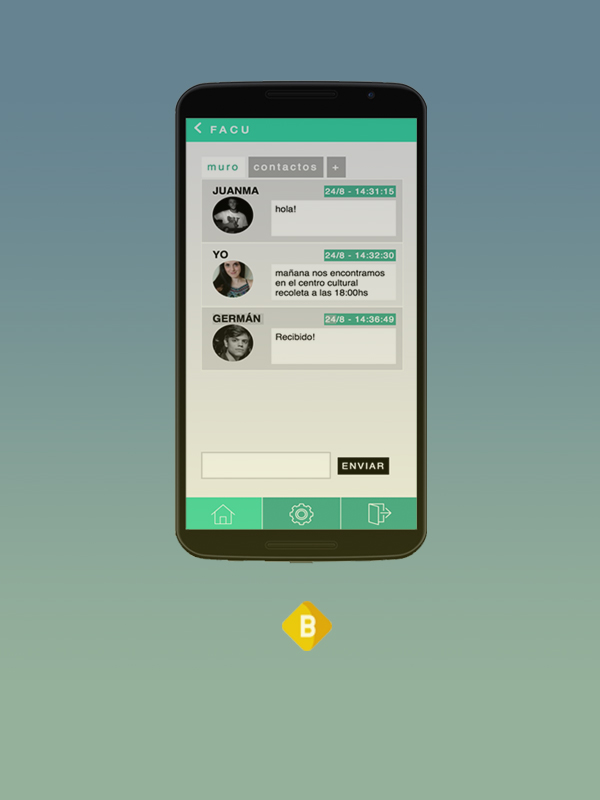 FACU
muro contactos +
JUANMA 24/8 - 14:31:15
hola!
YO 24/8 - 14:32:30
mañana nos encontramos
en el centro cultural
recoleta a las 18:00hs
GERMÁN 24/8 - 14:36:49
Recibido!
ENVIAR
B